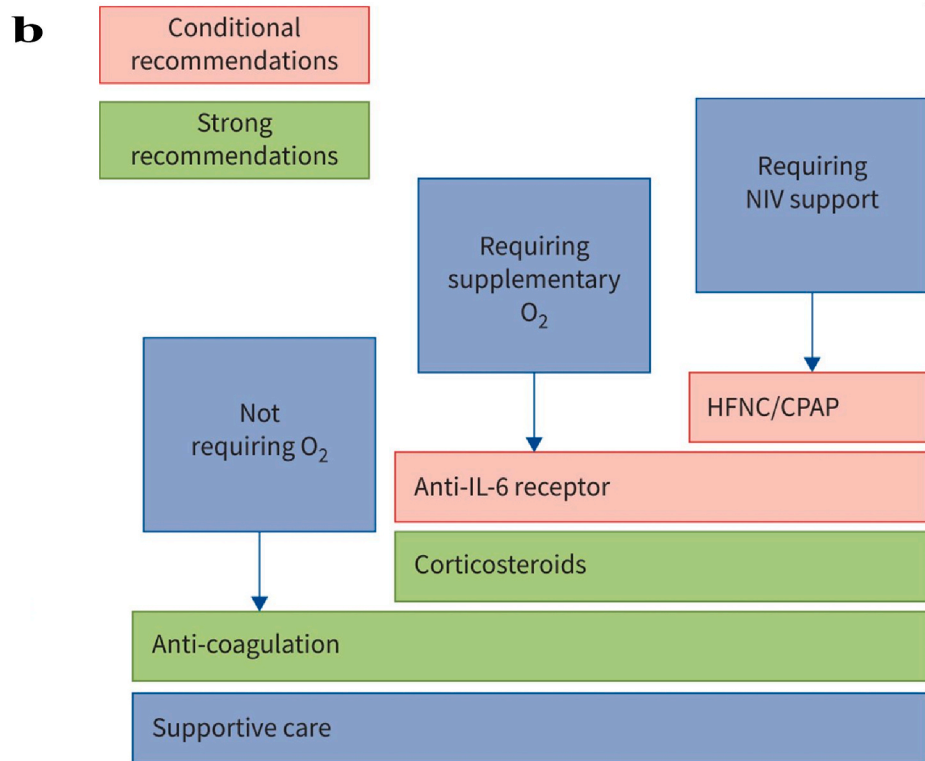 b
Conditional
recommendations
Strong
recommendations
Requiring
NIV support
Requiring
supplementary
O₂
Not
requiring O₂
HFNC/CPAP
Anti-IL-6 receptor
Corticosteroids
Anti-coagulation
Supportive care